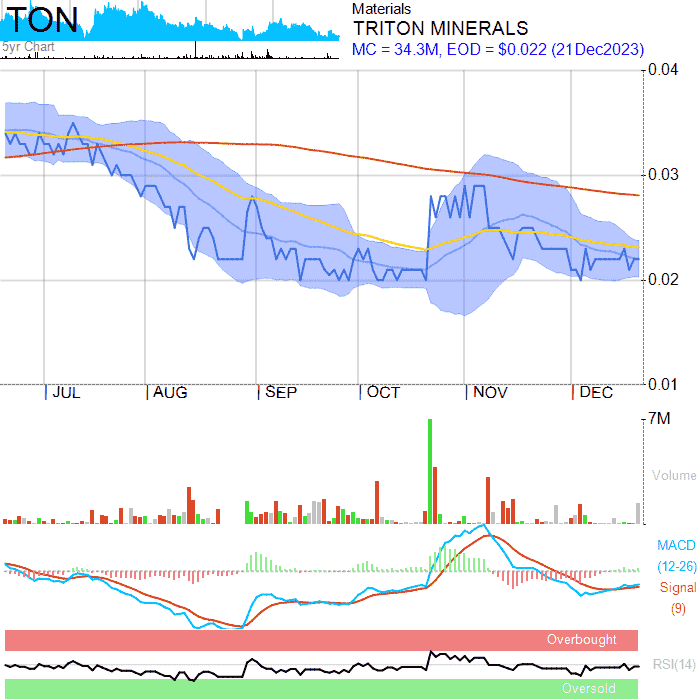 TON
5yr Chart
Materials
TRITON MINERALS
MC = 34.3M, EOD = $0.022 (21Dec2023)
0.04
0.03
0.02
0.01
JUL AUG SEP OCT NOV DEC
7M
Volume
MACD
(12-26)
Signal
(9)
Overbought
RSI(14)
Oversold